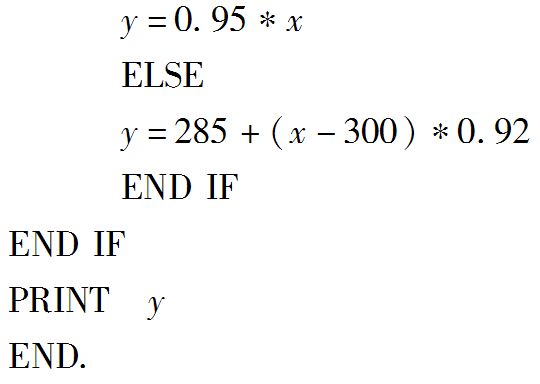 y=0.95*x
ELSE
y=285+(x-300)*0.92
END IF
END IF
PRINT y
END.